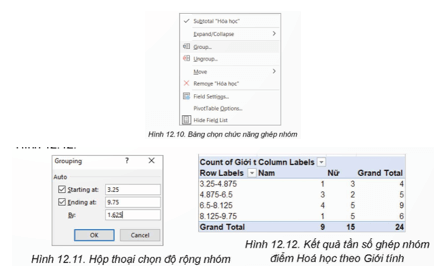 Subtotal "Hóa học"
Expand/Collapse
Group...
Ungroup...
Move
Remove "Hóa học"
Field Settings...
PivotTable Options...
Hide Field List
Hình 12.10. Bảng chọn chức năng ghép nhóm
Grouping ? ×
Auto
Starting at: 3.25
Ending at: 9.75
By: 1.625
OK Cancel
Hình 12.11. Hộp thoại chọn độ rộng nhóm
Count of Giới t Column Labels
Row Labels Nam Nữ Grand Total
3.25-4.875 1 3 4
4.875-6.5 3 2 5
6.5-8.125 4 5 9
8.125-9.75 1 5 6
Grand Total 9 15 24
Hình 12.12. Kết quả tần số ghép nhóm
điểm Hoá học theo Giới tính